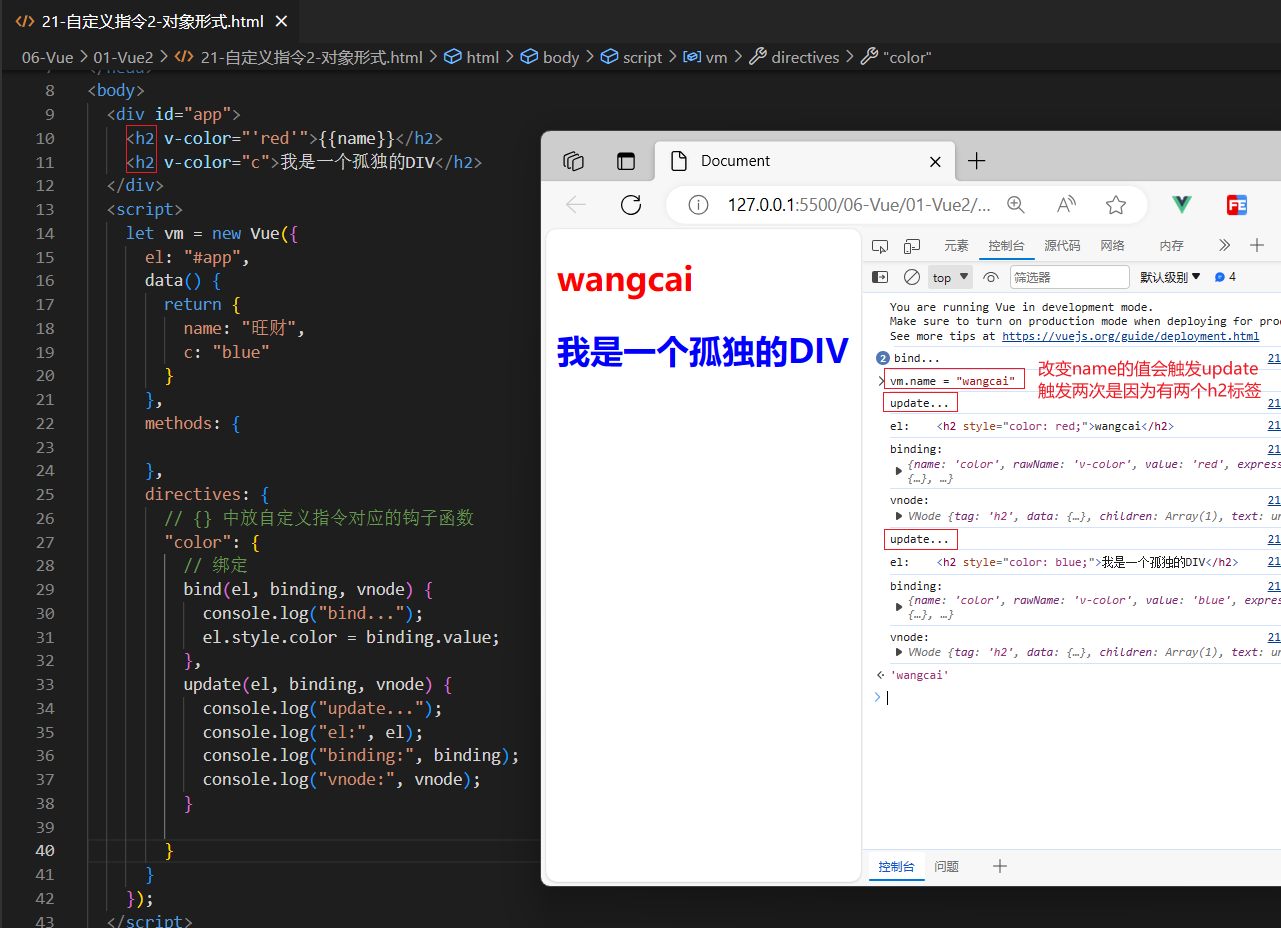 21-自定义指令2-对象形式.html
06-Vue > 01-Vue2 > 21-自定义指令2-对象形式.html > html > body > script > vm > directives > "color"
8 <body>
9 <div id="app">
10 <h2 v-color="'red'">{{name}}</h2>
11 <h2 v-color="c">我是一个孤独的DIV</h2>
12 </div>
13 <script>
14 let vm = new Vue({
15 el: "#app",
16 data() {
17 return {
18 name: "旺财",
19 c: "blue"
20 }
21 },
22 methods: {
23
24 },
25 directives: {
26 // {} 中放自定义指令对应的钩子函数
27 "color": {
28 // 绑定
29 bind(el, binding, vnode) {
30 console.log("bind...");
31 el.style.color = binding.value;
32 },
33 update(el, binding, vnode) {
34 console.log("update...");
35 console.log("el:", el);
36 console.log("binding:", binding);
37 console.log("vnode:", vnode);
38 }
39
40 }
41 }
42 });
43 </script>
Document
127.0.0.1:5500/06-Vue/01-Vue2/...
FE
wangcai
我是一个孤独的DIV
元素 控制台 源代码 网络 内存
top 筛选器 默认级别 4
You are running Vue in development mode.
Make sure to turn on production mode when deploying for pro
See more tips at https://vuejs.org/guide/deployment.html
2 bind... 21
> vm.name = "wangcai"
改变name的值会触发update
触发两次是因为有两个h2标签
update... 21
el: <h2 style="color: red;">wangcai</h2> 21
binding: 21
{name: 'color', rawName: 'v-color', value: 'red', express
{…}, …}
vnode: 21
VNode {tag: 'h2', data: {…}, children: Array(1), text: un
update... 21
el: <h2 style="color: blue;">我是一个孤独的DIV</h2> 21
binding: 21
{name: 'color', rawName: 'v-color', value: 'blue', expres
{…}, …}
vnode: 21
VNode {tag: 'h2', data: {…}, children: Array(1), text: un
'wangcai'
>
控制台 问题